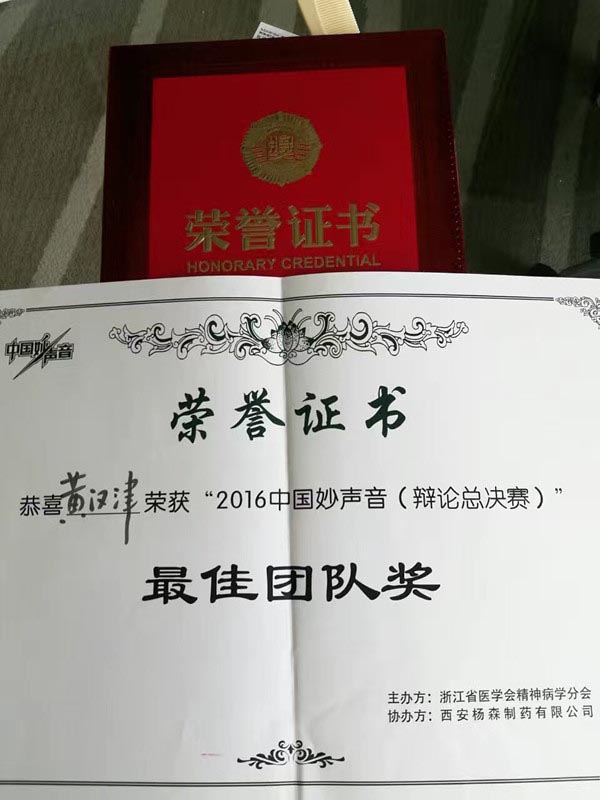 荣誉证书
HONORARY CREDENTIAL
中国妙声音
荣誉证书
恭喜黄汉津荣获“2016中国妙声音（辩论总决赛）”
最佳团队奖
主办方：浙江省医学会精神病学分会
协办方：西安杨森制药有限公司